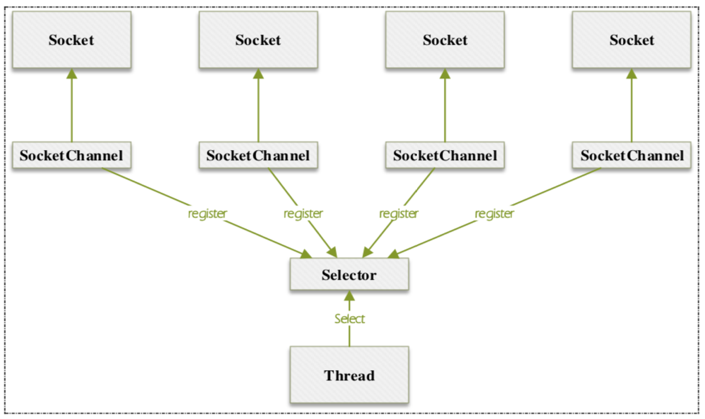 Socket
Socket
Socket
Socket
SocketChannel
SocketChannel
SocketChannel
SocketChannel
register
register
register
register
Selector
Select
Thread